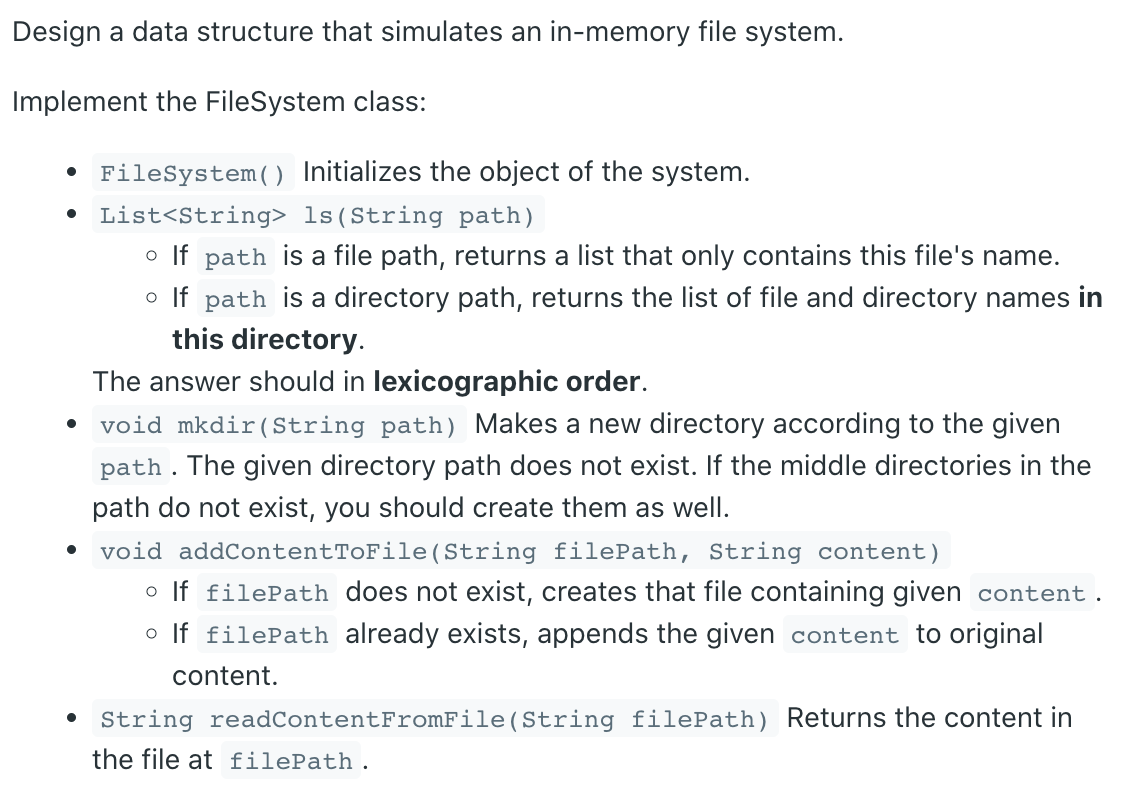 Design a data structure that simulates an in-memory file system.
Implement the FileSystem class:
• FileSystem() Initializes the object of the system.
• List<String> ls(String path)
○ If path is a file path, returns a list that only contains this file's name.
○ If path is a directory path, returns the list of file and directory names in
this directory.
The answer should in lexicographic order.
• void mkdir(String path) Makes a new directory according to the given
path . The given directory path does not exist. If the middle directories in the
path do not exist, you should create them as well.
• void addContentToFile(String filePath, String content)
○ If filePath does not exist, creates that file containing given content .
○ If filePath already exists, appends the given content to original
content.
• String readContentFromFile(String filePath) Returns the content in
the file at filePath .